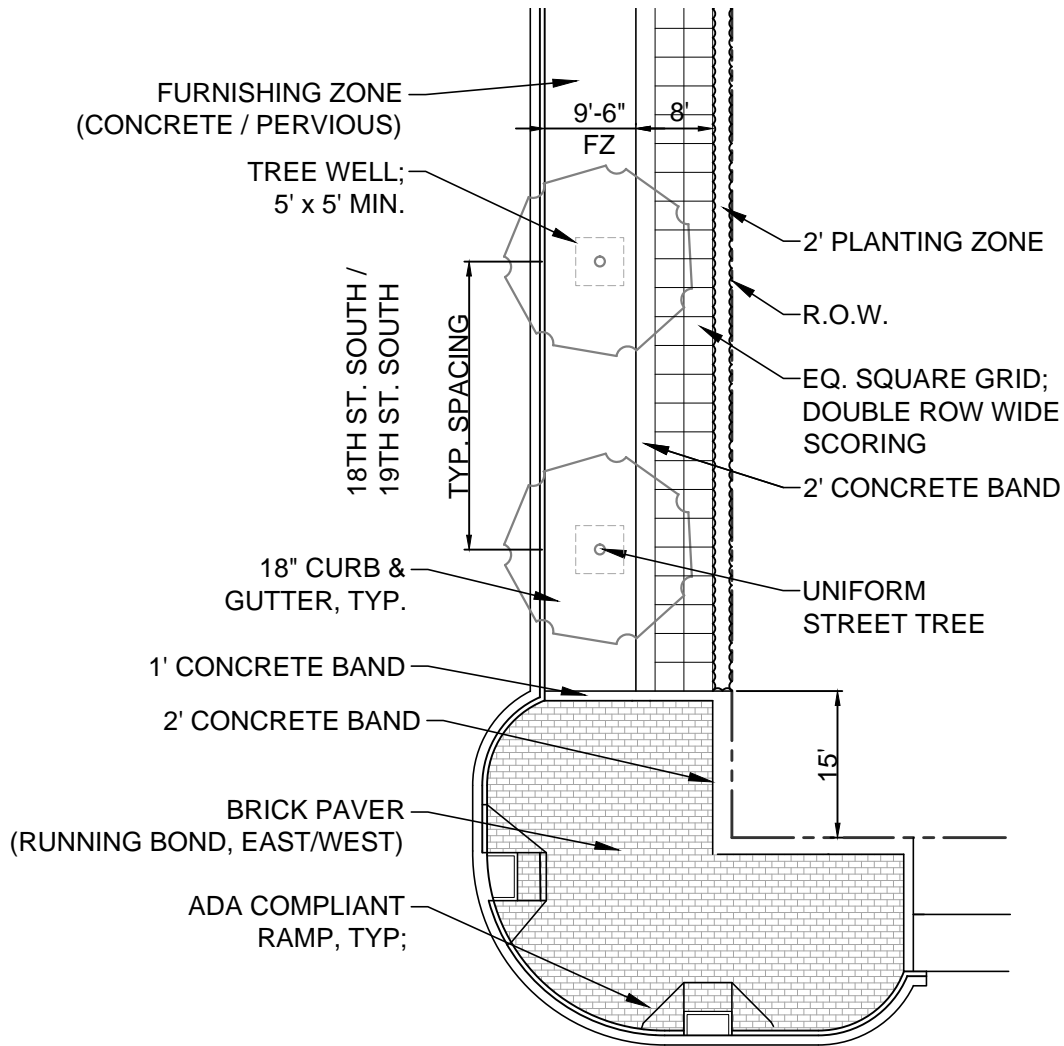 FURNISHING ZONE
(CONCRETE / PERVIOUS)
9'-6"
FZ
8'
TREE WELL;
5' x 5' MIN.
2' PLANTING ZONE
R.O.W.
18TH ST. SOUTH /
19TH ST. SOUTH
TYP. SPACING
EQ. SQUARE GRID;
DOUBLE ROW WIDE
SCORING
2' CONCRETE BAND
18" CURB &
GUTTER, TYP.
UNIFORM
STREET TREE
1' CONCRETE BAND
2' CONCRETE BAND
15'
BRICK PAVER
(RUNNING BOND, EAST/WEST)
ADA COMPLIANT
RAMP, TYP;